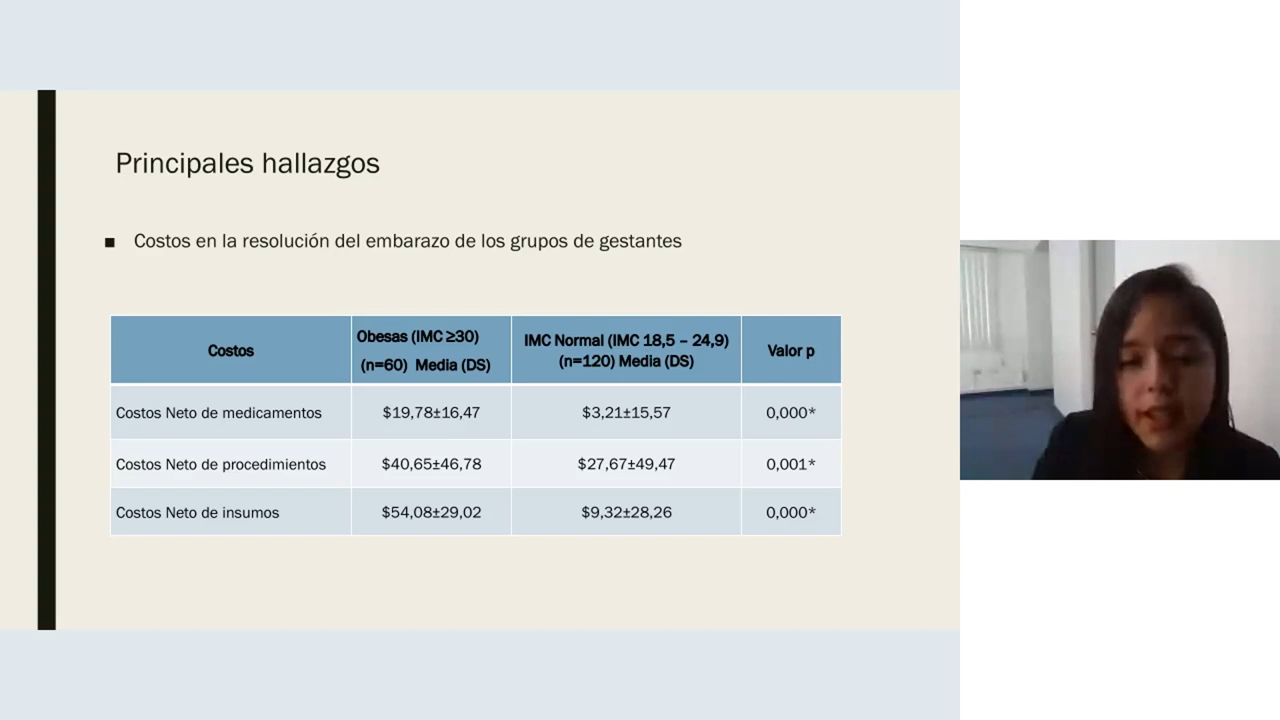 Principales hallazgos
■ Costos en la resolución del embarazo de los grupos de gestantes
Costos
Obesas (IMC ≥30)
(n=60) Media (DS)
IMC Normal (IMC 18,5 – 24,9)
(n=120) Media (DS)
Valor p
Costos Neto de medicamentos
$19,78±16,47
$3,21±15,57
0,000*
Costos Neto de procedimientos
$40,65±46,78
$27,67±49,47
0,001*
Costos Neto de insumos
$54,08±29,02
$9,32±28,26
0,000*